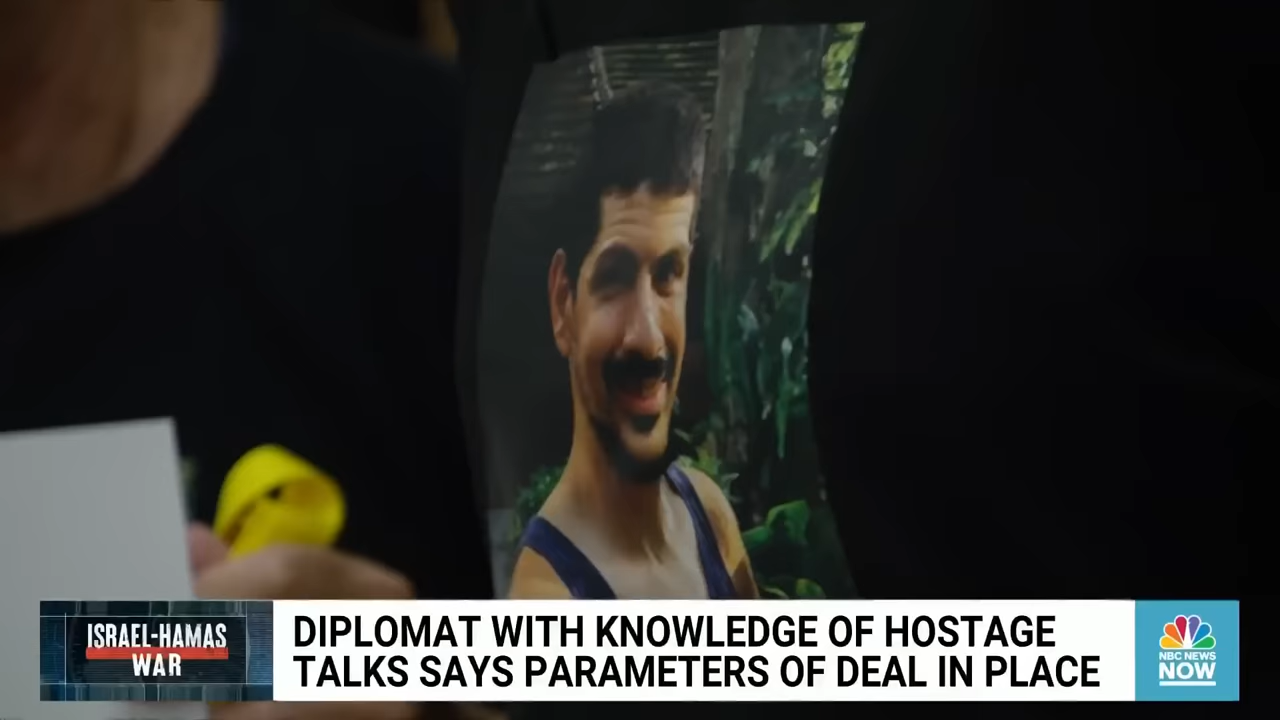 ISRAEL-HAMAS
WAR
DIPLOMAT WITH KNOWLEDGE OF HOSTAGE
TALKS SAYS PARAMETERS OF DEAL IN PLACE
NBC NEWS
NOW